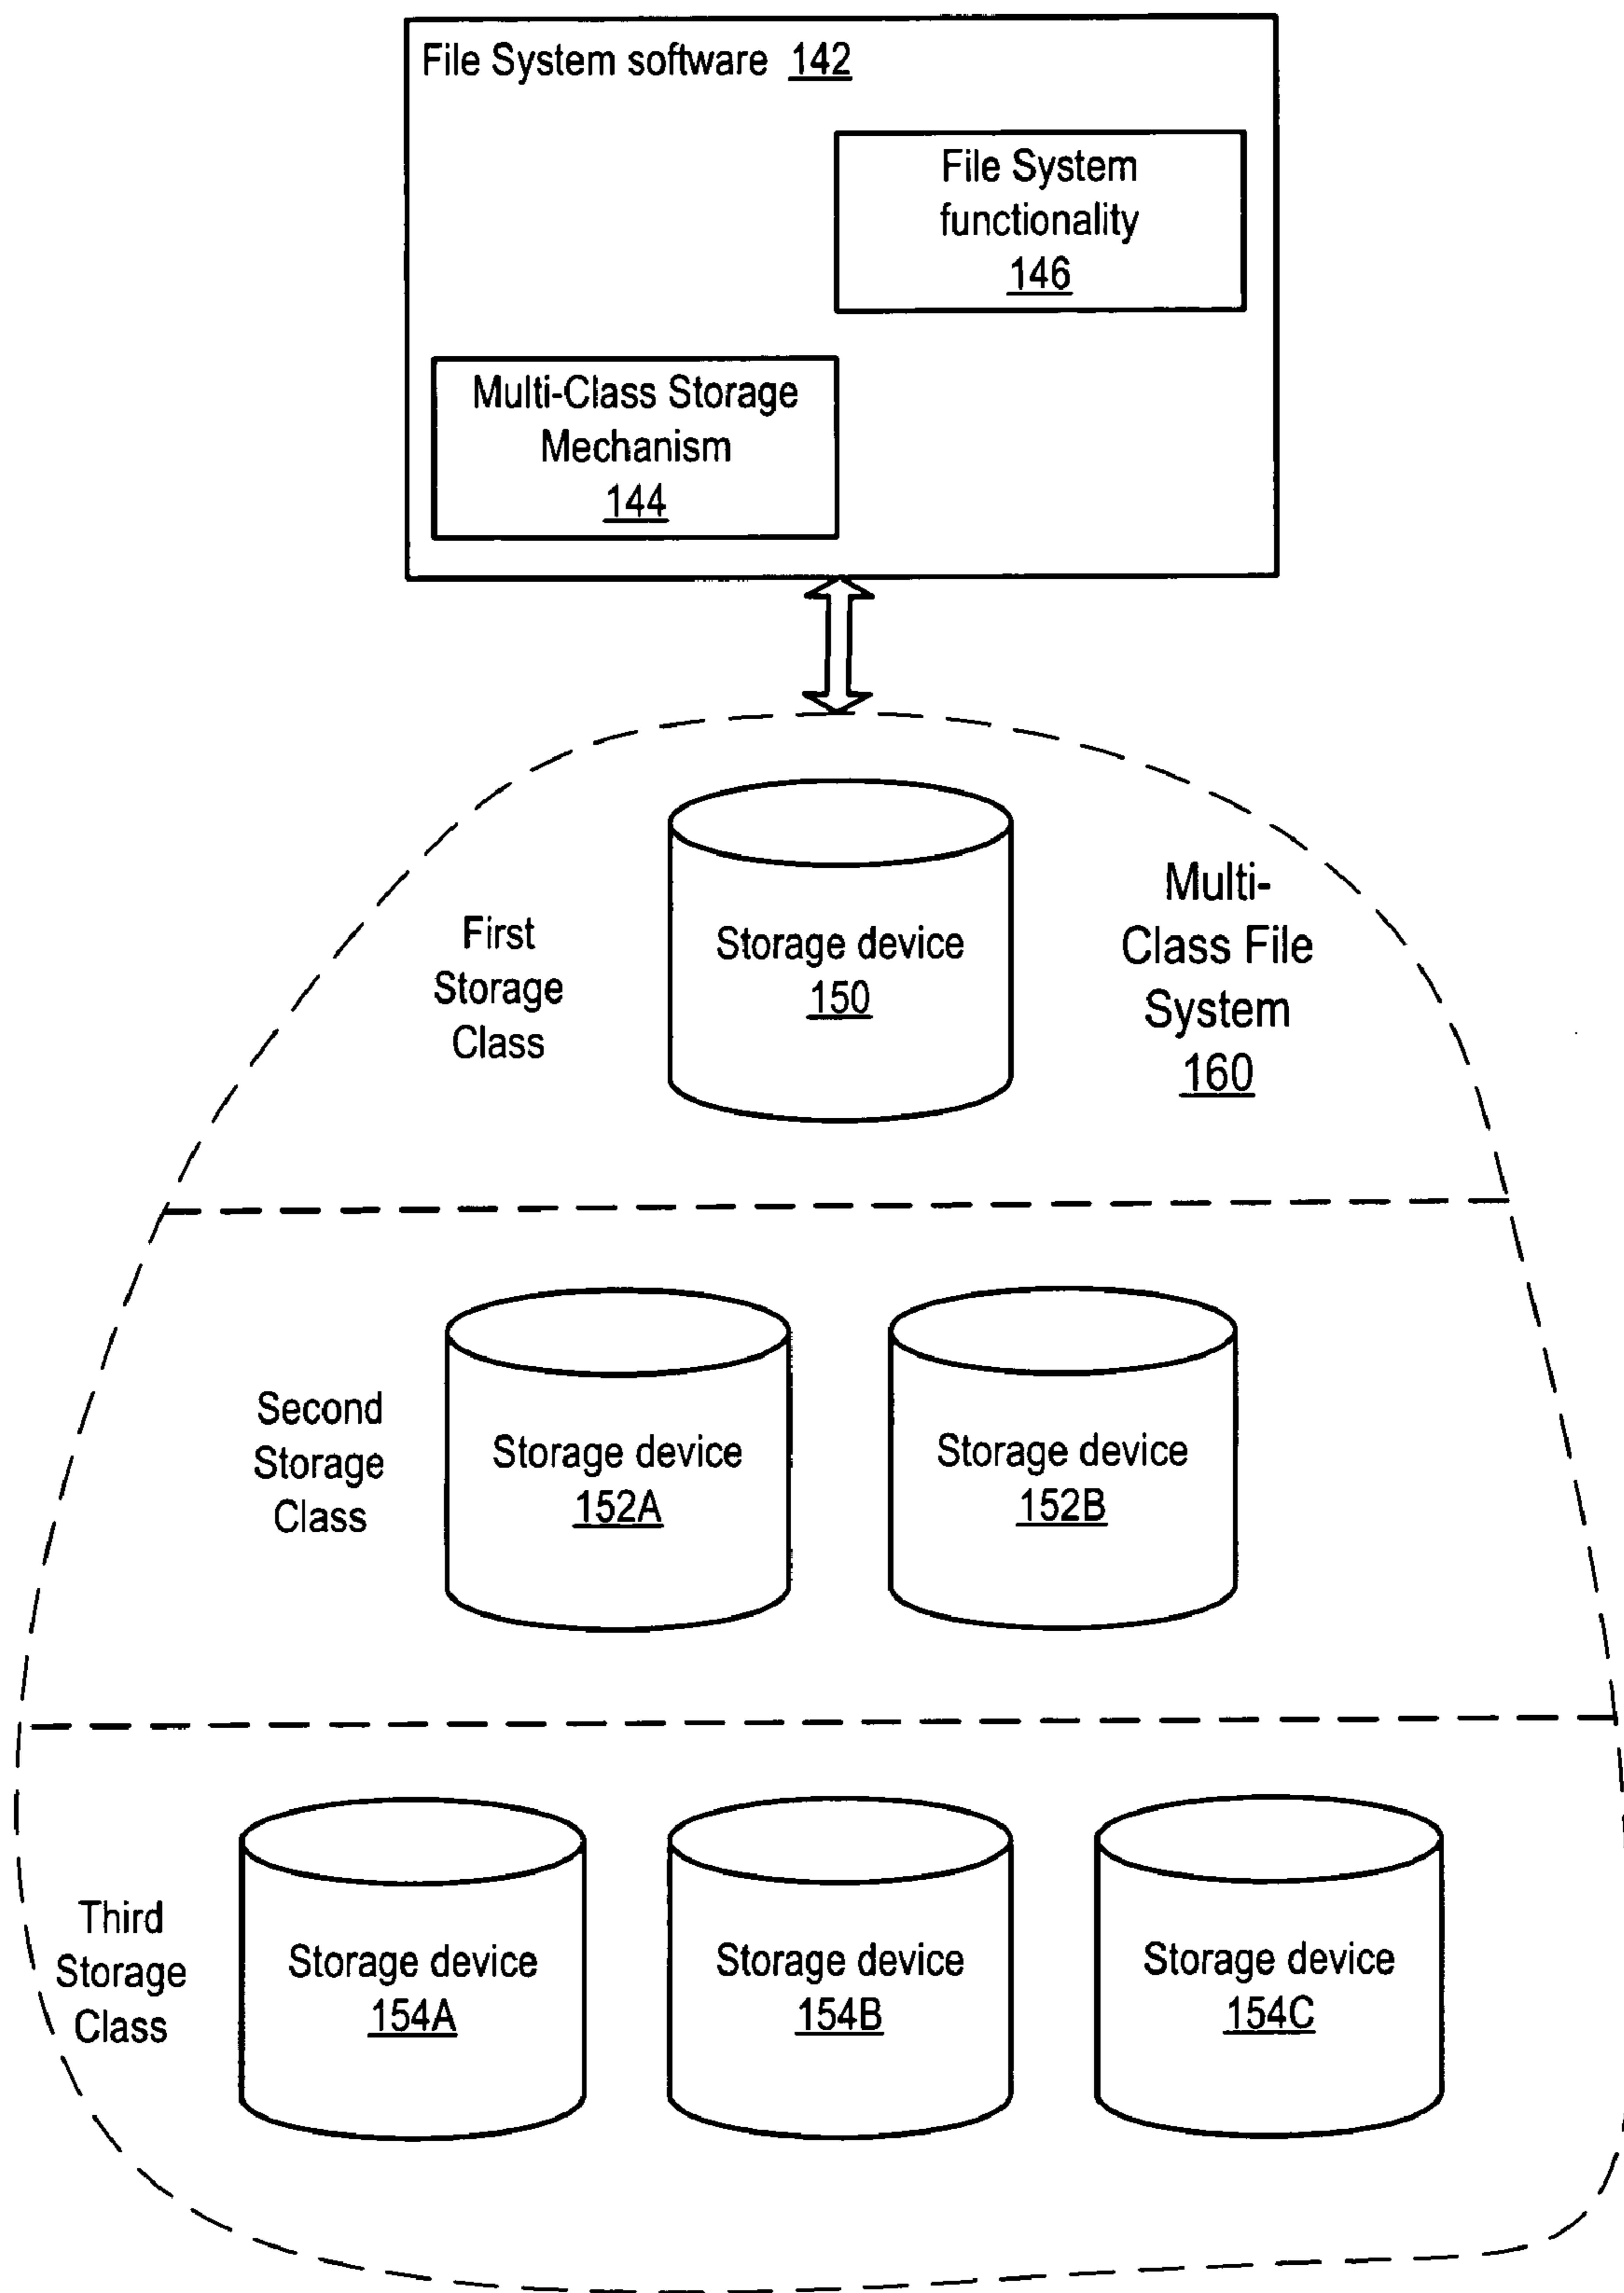 File System software 142
File System
functionality
146
Multi-Class Storage
Mechanism
144
First
Storage
Class
Storage device
150
Multi-
Class File
System
160
Second
Storage
Class
Storage device
152A
Storage device
152B
Third
Storage
Class
Storage device
154A
Storage device
154B
Storage device
154C